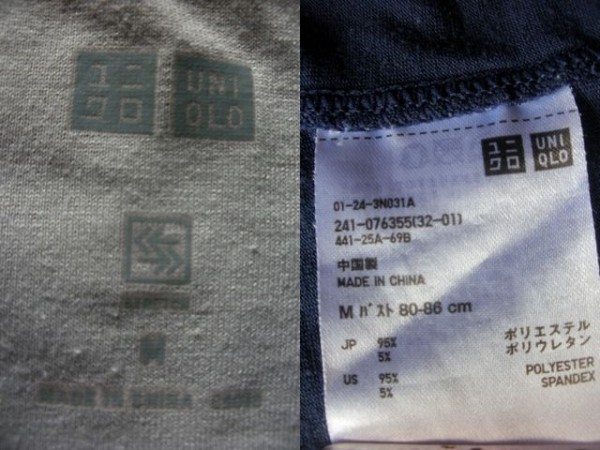 ユニ
クロ
UNI
QLO
ユニ
クロ
UNI
QLO
01-24-3N031A
241-076355(32-01)
441-25A-69B
中国製
MADE IN CHINA
M バスト 80-86 cm
JP 95% ポリエステル
5% ポリウレタン
US 95% POLYESTER
5% SPANDEX